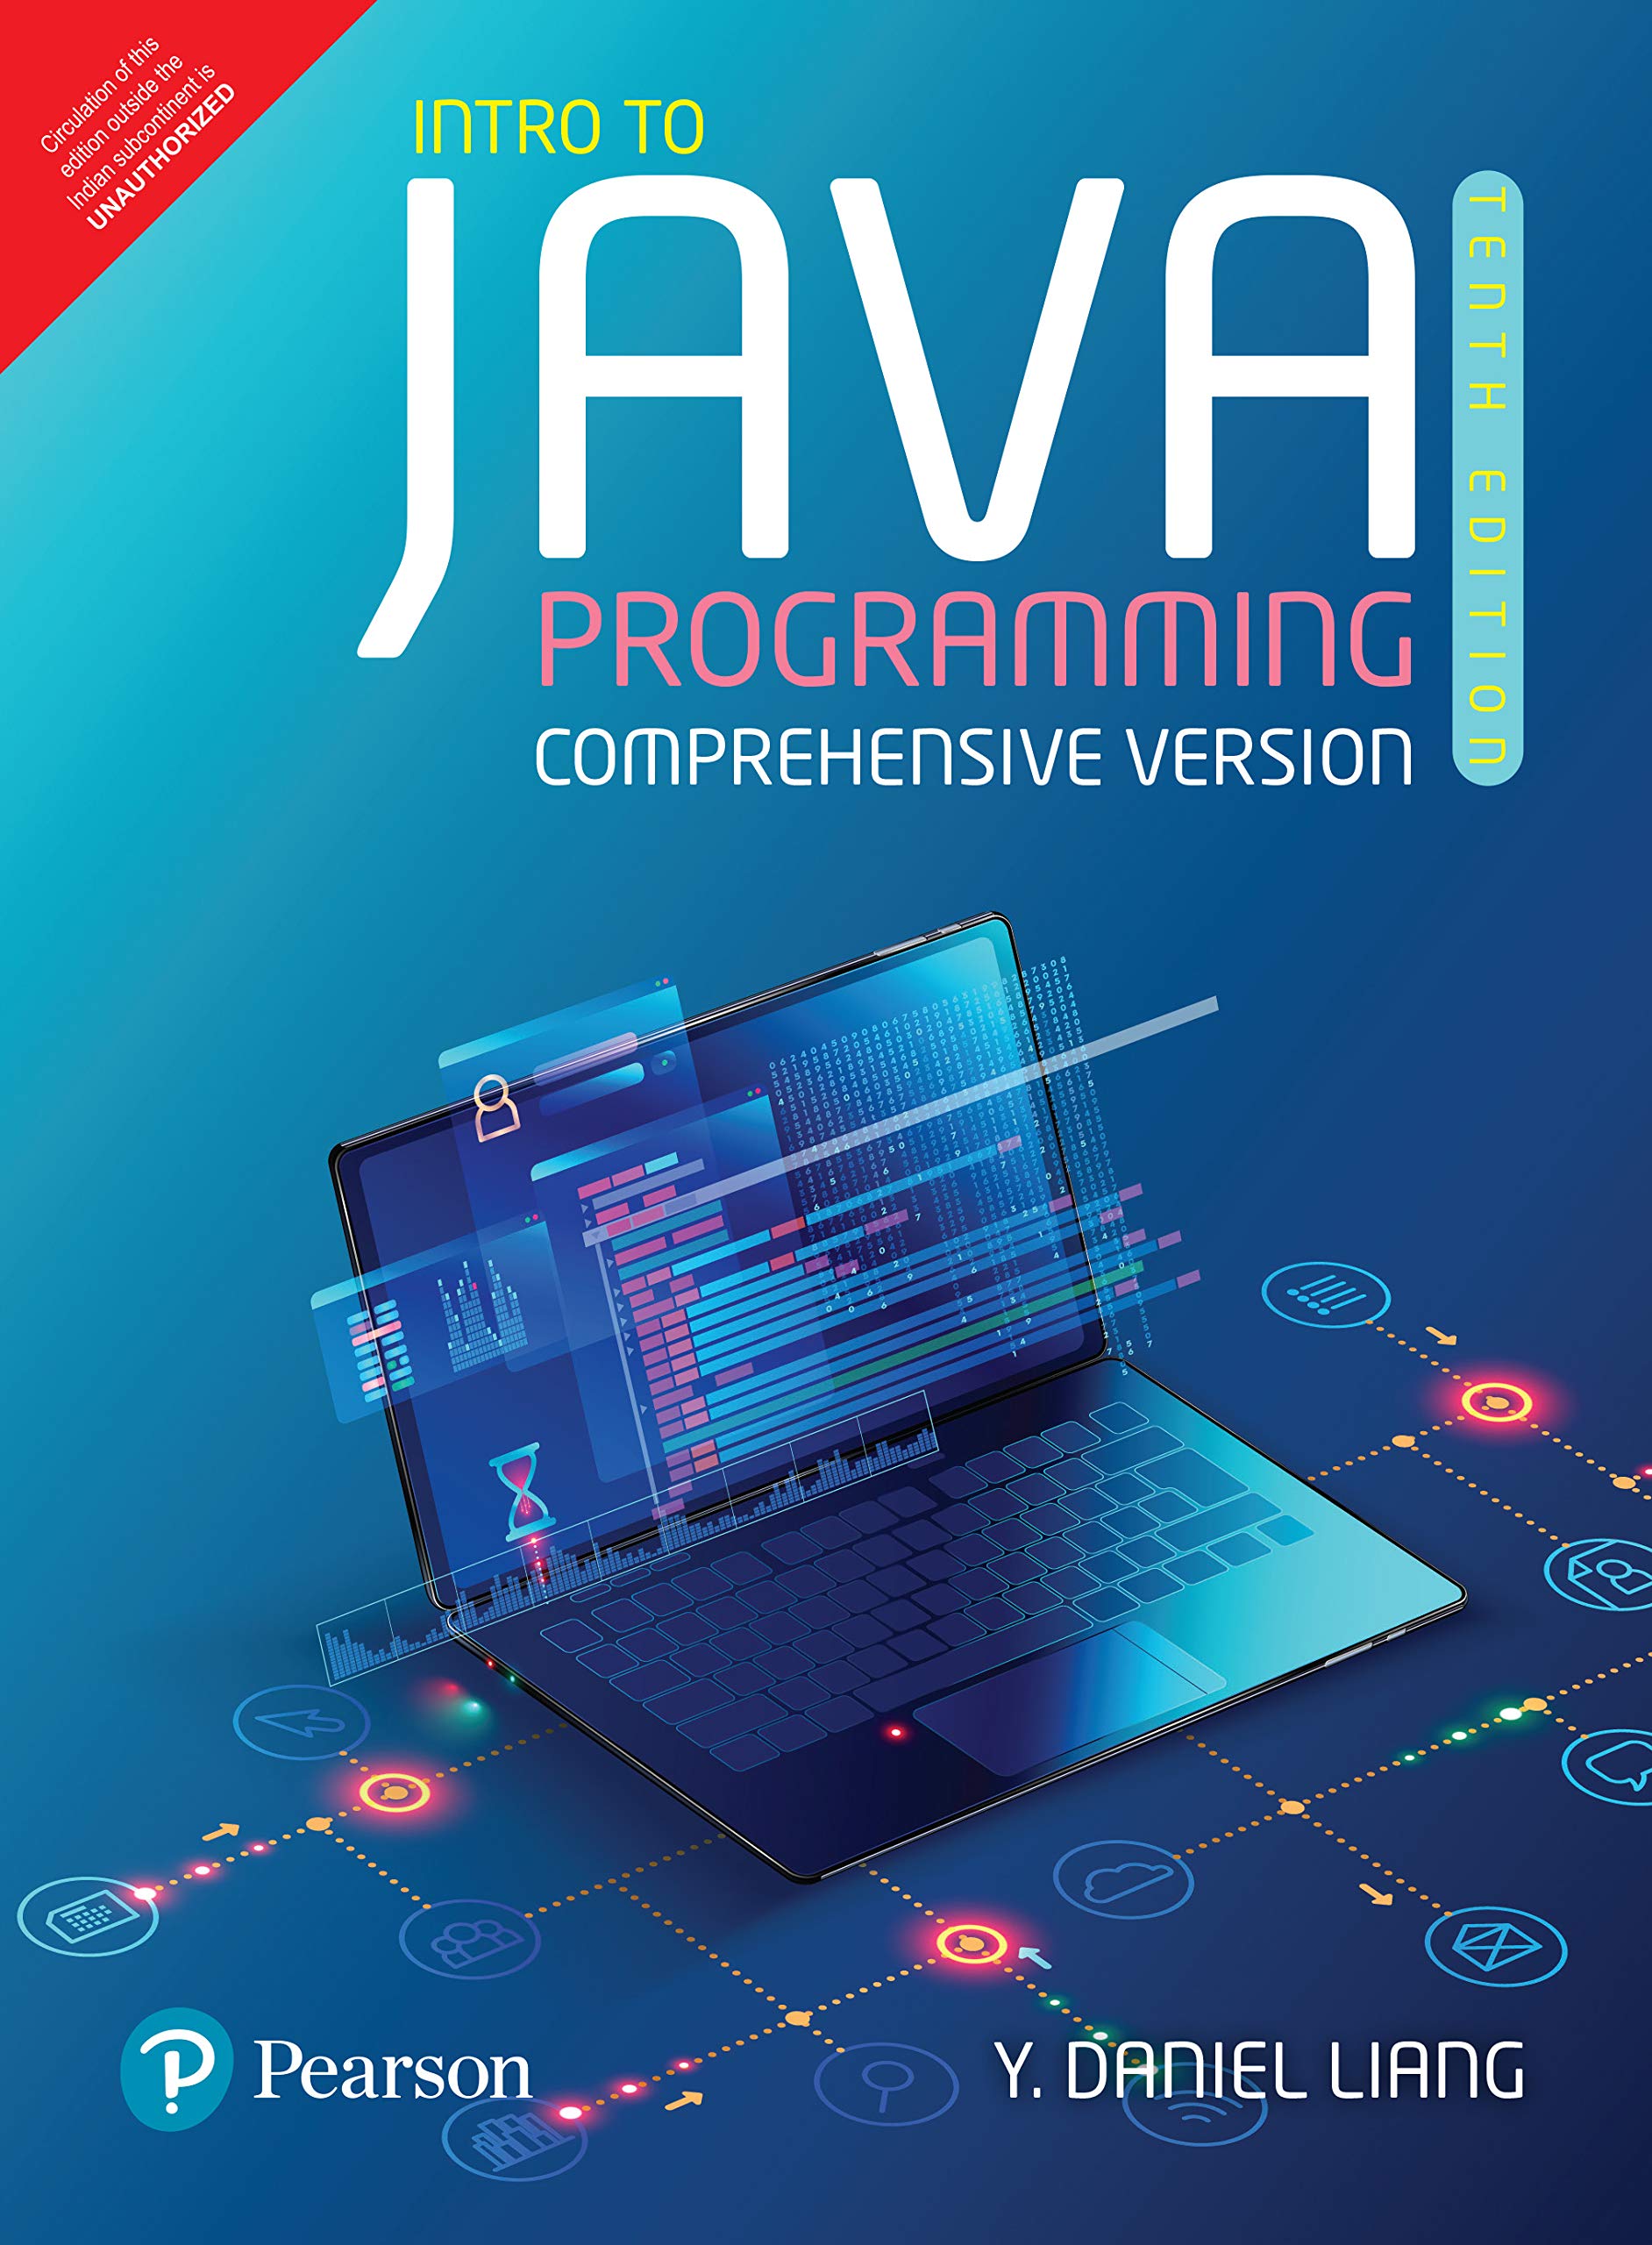 Circulation of this
edition outside the
Indian subcontinent is
UNAUTHORIZED
INTRO TO
JAVA
PROGRAMMING
COMPREHENSIVE VERSION
TENTH EDITION
Pearson
Y. DANIEL LIANG